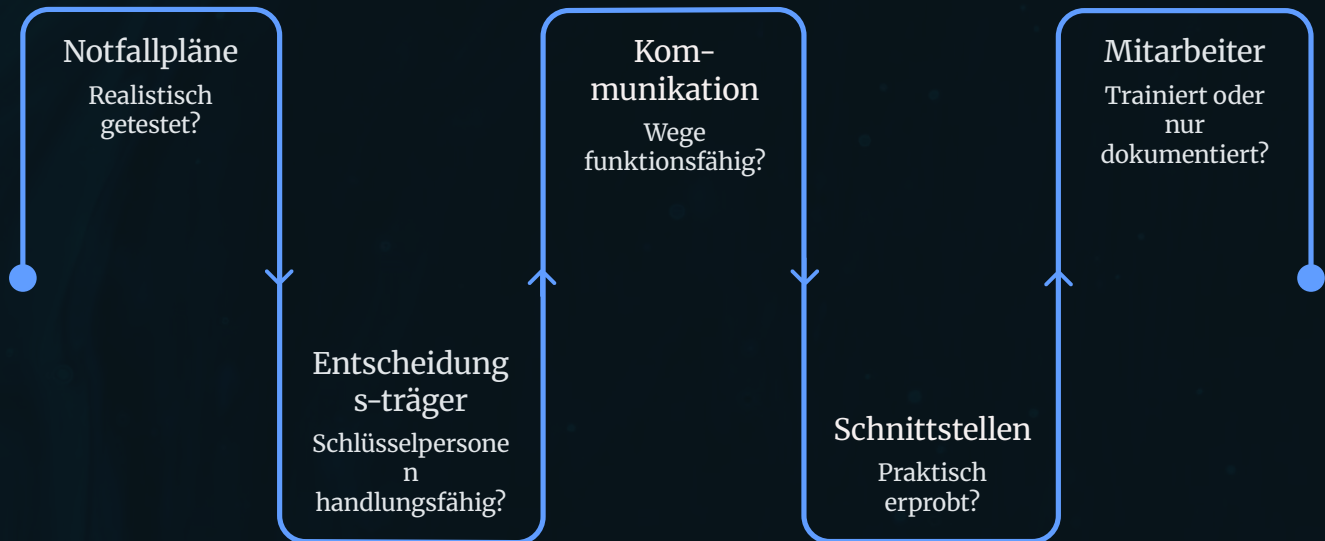 Notfallpläne
Realistisch
getestet?
Entscheidung
s-träger
Schlüsselpersone
n
handlungsfähig?
Kom-
munikation
Wege
funktionsfähig?
Schnittstellen
Praktisch
erprobt?
Mitarbeiter
Trainiert oder
nur
dokumentiert?